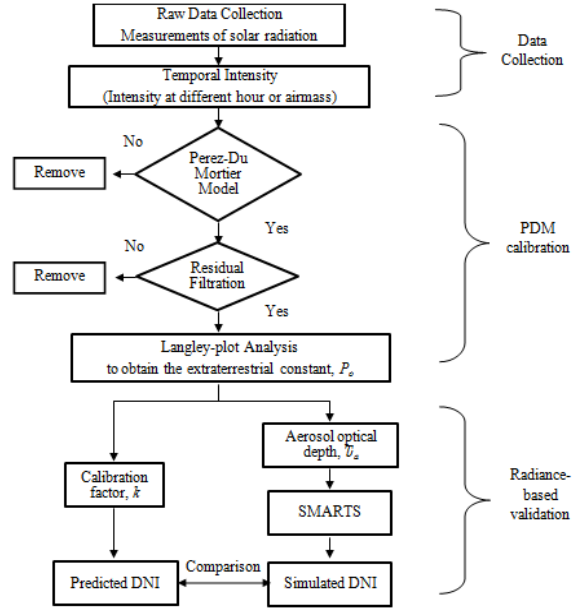 Raw Data Collection
Measurements of solar radiation
Data
Collection
Temporal Intensity
(Intensity at different hour or airmass)
No
Remove
Perez-Du
Mortier
Model
Yes
PDM
calibration
No
Remove
Residual
Filtration
Yes
Langley-plot Analysis
to obtain the extraterrestrial constant, Pₒ
Aerosol optical
depth, Ʊₐ
Calibration
factor, k
SMARTS
Radiance-
based
validation
Predicted DNI
Comparison
Simulated DNI